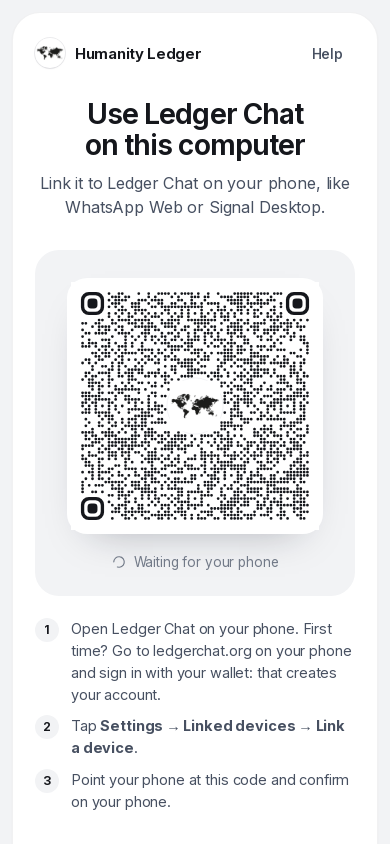 Humanity Ledger
Help
Use Ledger Chat
on this computer
Link it to Ledger Chat on your phone, like
WhatsApp Web or Signal Desktop.
Waiting for your phone
1
Open Ledger Chat on your phone. First
time? Go to ledgerchat.org on your phone
and sign in with your wallet: that creates
your account.
2
Tap Settings → Linked devices → Link
a device.
3
Point your phone at this code and confirm
on your phone.